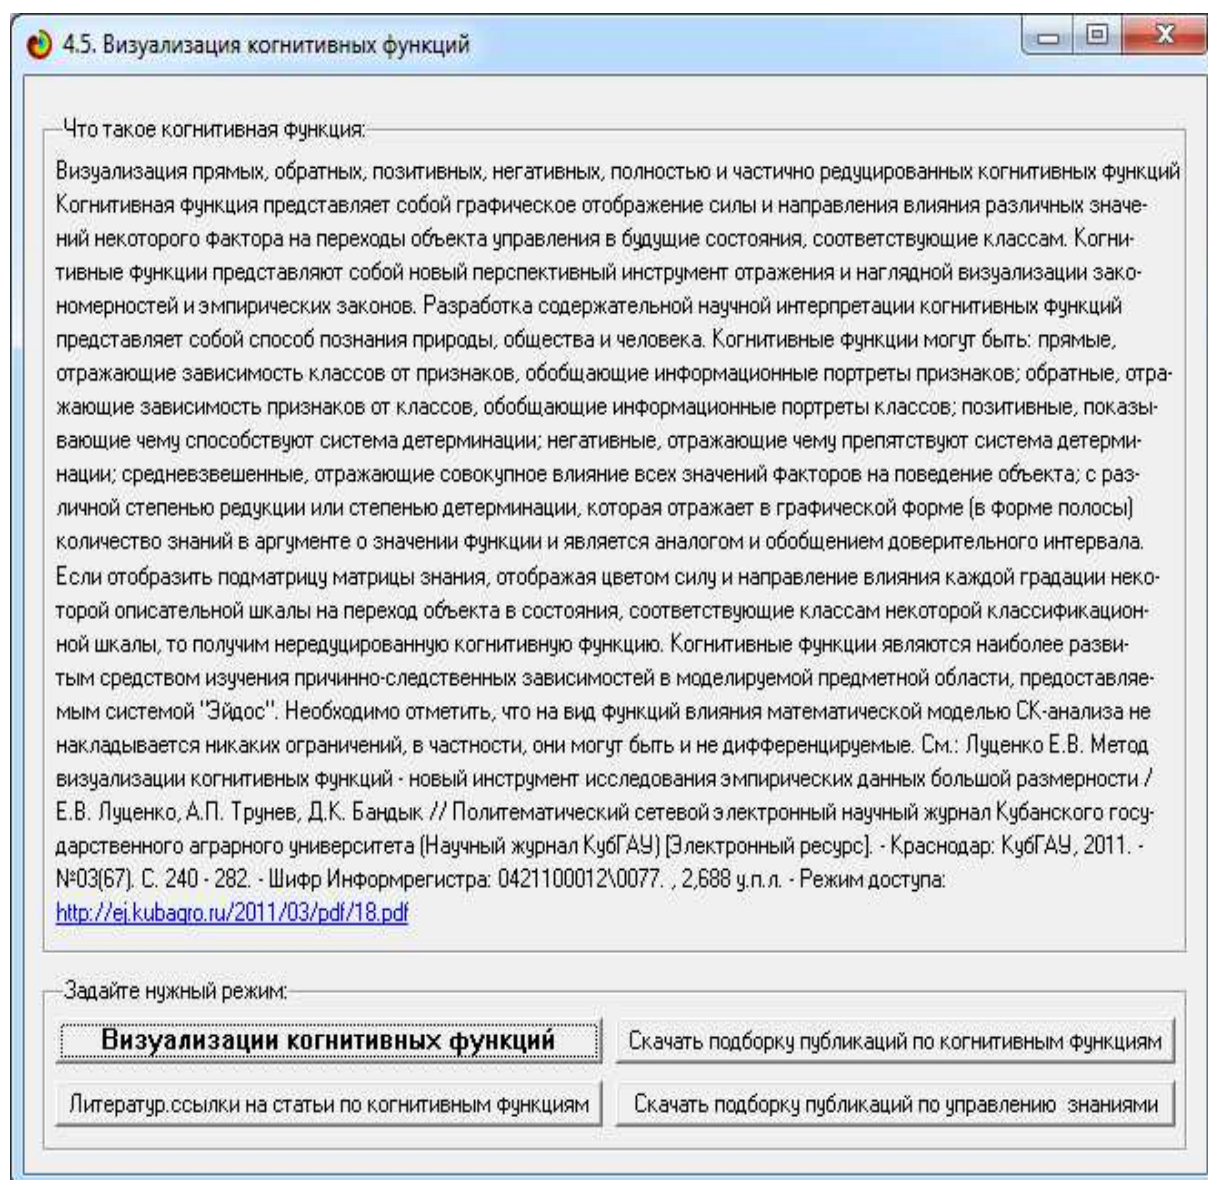 4.5. Визуализация когнитивных функций
Что такое когнитивная функция:
Визуализация прямых, обратных, позитивных, негативных, полностью и частично редуцированных когнитивных функций
Когнитивная функция представляет собой графическое отображение силы и направления влияния различных значе-
ний некоторого фактора на переходы объекта управления в будущие состояния, соответствующие классам. Когни-
тивные функции представляют собой новый перспективный инструмент отражения и наглядной визуализации зако-
номерностей и эмпирических законов. Разработка содержательной научной интерпретации когнитивных функций
представляет собой способ познания природы, общества и человека. Когнитивные функции могут быть: прямые,
отражающие зависимость классов от признаков, обобщающие информационные портреты признаков; обратные, отра-
жающие зависимость признаков от классов, обобщающие информационные портреты классов; позитивные, показы-
вающие чему способствуют система детерминации; негативные, отражающие чему препятствуют система детерми-
нации; средневзвешенные, отражающие совокупное влияние всех значений факторов на поведение объекта; с раз-
личной степенью редукции или степенью детерминации, которая отражает в графической форме (в форме полосы)
количество знаний в аргументе о значении функции и является аналогом и обобщением доверительного интервала.
Если отобразить подматрицу матрицы знания, отображая цветом силу и направление влияния каждой градации неко-
торой описательной шкалы на переход объекта в состояния, соответствующие классам некоторой классификацион-
ной шкалы, то получим нередуцированную когнитивную функцию. Когнитивные функции являются наиболее разви-
тым средством изучения причинно-следственных зависимостей в моделируемой предметной области, предоставляе-
мым системой "Эйдос". Необходимо отметить, что на вид функций влияния математической моделью СК-анализа не
накладывается никаких ограничений, в частности, они могут быть и не дифференцируемые. См.: Луценко Е.В. Метод
визуализации когнитивных функций - новый инструмент исследования эмпирических данных большой размерности /
Е.В. Луценко, А.П. Трунев, Д.К. Бандык // Политематический сетевой электронный научный журнал Кубанского госу-
дарственного аграрного университета (Научный журнал КубГАУ) [Электронный ресурс]. - Краснодар: КубГАУ, 2011. -
№03(67). С. 240 - 282. - Шифр Информрегистра: 0421100012\0077. , 2,688 у.п.л. - Режим доступа:
http://ej.kubagro.ru/2011/03/pdf/18.pdf
Задайте нужный режим:
Визуализации когнитивных функций
Скачать подборку публикаций по когнитивным функциям
Литератур.ссылки на статьи по когнитивным функциям
Скачать подборку публикаций по управлению знаниями